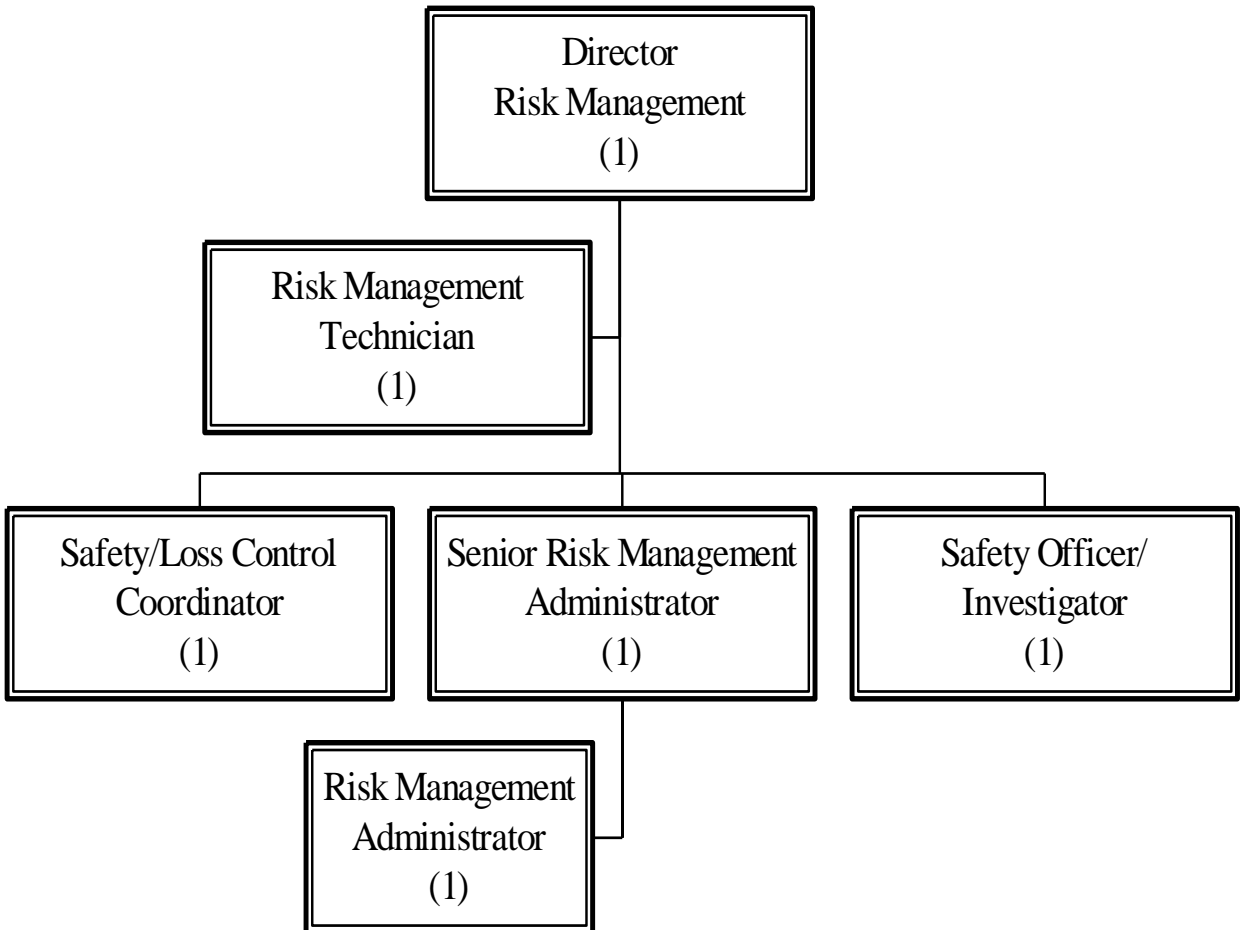 Director
Risk Management
(1)
Risk Management
Technician
(1)
Safety/Loss Control
Coordinator
(1)
Senior Risk Management
Administrator
(1)
Safety Officer/
Investigator
(1)
Risk Management
Administrator
(1)